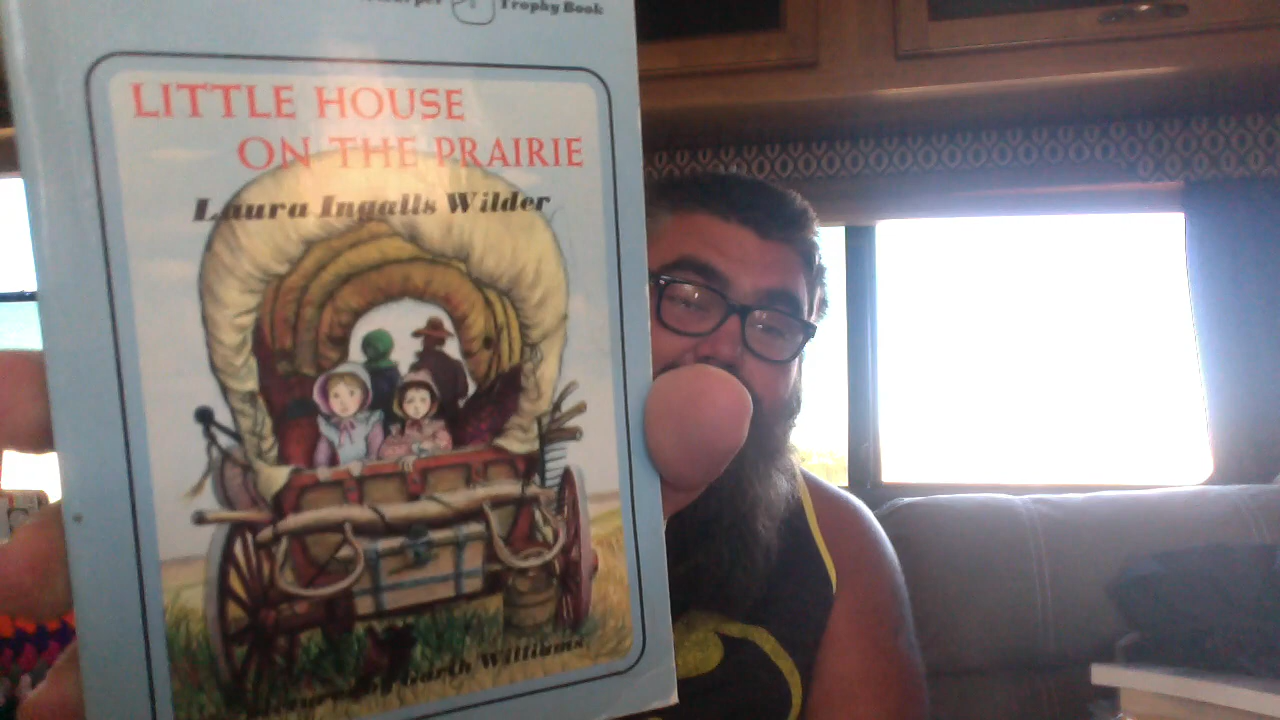 Trophy Book
LITTLE HOUSE
ON THE PRAIRIE
Laura Ingalls Wilder
Garth Williams